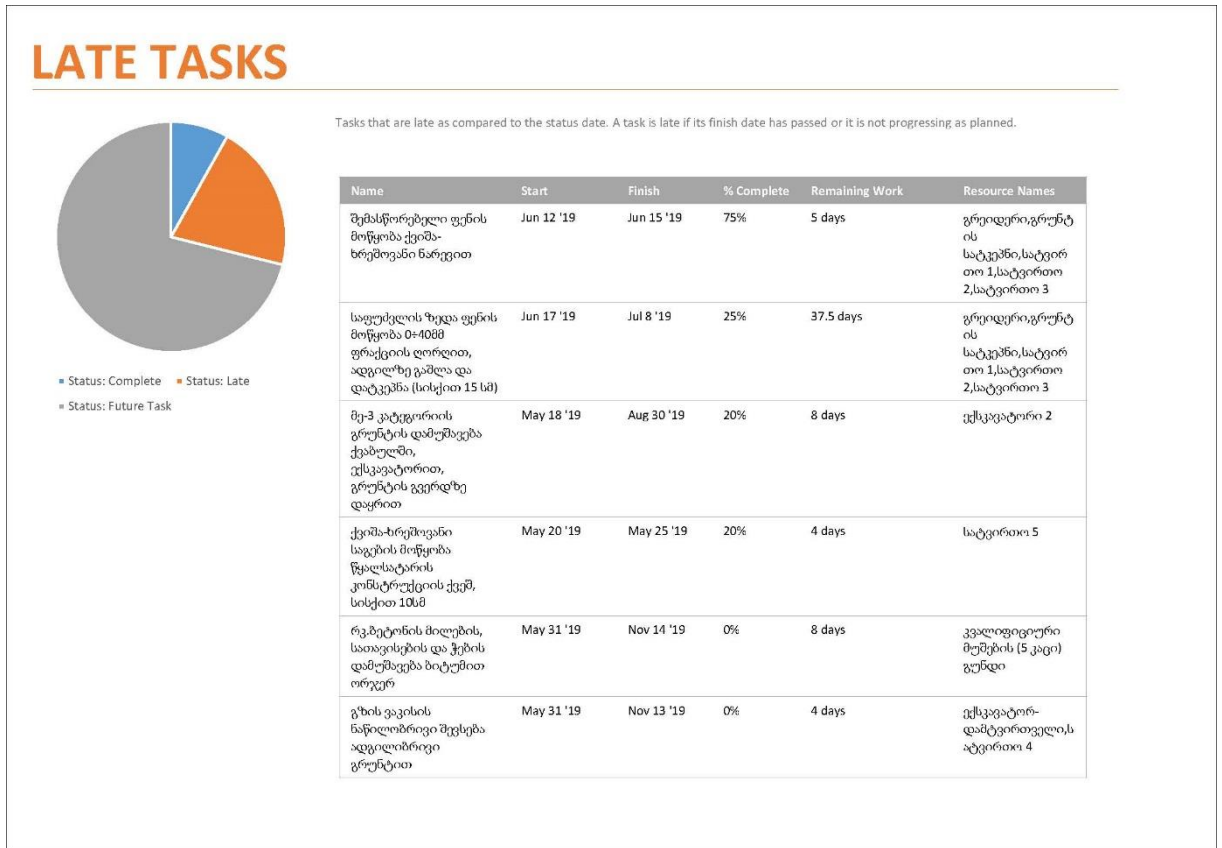 LATE TASKS
Tasks that are late as compared to the status date. A task is late if its finish date has passed or it is not progressing as planned.
Status: Complete Status: Late
Status: Future Task
Name Start Finish % Complete Remaining Work Resource Names
შემასწორებელი ფენის Jun 12 '19 Jun 15 '19 75% 5 days გრეიდერი,გრუნტ
მოწყობა ქვიშა- ის
ხრეშოვანი ნარევით სატკეპნი,სატვირ
თო 1,სატვირთო
2,სატვირთო 3
საფუძვლის ზედა ფენის Jun 17 '19 Jul 8 '19 25% 37.5 days გრეიდერი,გრუნტ
მოწყობა 0÷40მმ ის
ფრაქციის ღორღით, სატკეპნი,სატვირ
ადგილზე გაშლა და თო 1,სატვირთო
დატკეპნა (სისქით 15 სმ) 2,სატვირთო 3
მე-3 კატეგორიის May 18 '19 Aug 30 '19 20% 8 days ექსკავატორი 2
გრუნტის დამუშავება
ქვაბულში,
ექსკავატორით,
გრუნტის გვერდზე
დაყრით
ქვიშა-ხრეშოვანი May 20 '19 May 25 '19 20% 4 days სატვირთო 5
საგების მოწყობა
წყალსატარის
კონსტრუქციის ქვეშ,
სისქით 10სმ
რკ.ბეტონის მილების, May 31 '19 Nov 14 '19 0% 8 days კვალიფიციური
სათავისების და ჭების მუშების (5 კაცი)
დამუშავება ბიტუმით გუნდი
ორჯერ
გზის ვაკისის May 31 '19 Nov 13 '19 0% 4 days ექსკავატორ-
ნაწილობრივი შევსება დამტვირთველი,ს
ადგილობრივი ატვირთო 4
გრუნტით